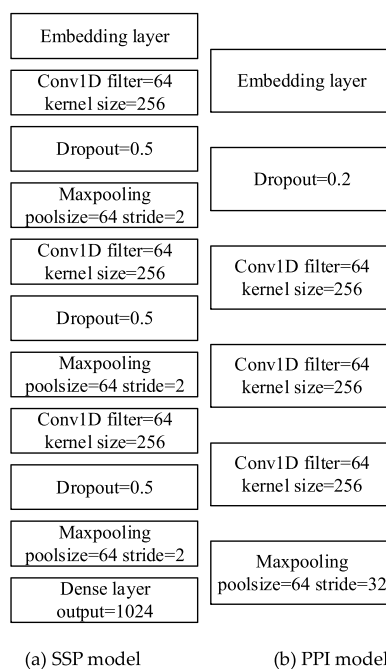 Embedding layer
Conv1D filter=64
kernel size=256
Dropout=0.5
Maxpooling
poolsize=64 stride=2
Conv1D filter=64
kernel size=256
Dropout=0.5
Maxpooling
poolsize=64 stride=2
Conv1D filter=64
kernel size=256
Dropout=0.5
Maxpooling
poolsize=64 stride=2
Dense layer
output=1024
(a) SSP model
Embedding layer
Dropout=0.2
Conv1D filter=64
kernel size=256
Conv1D filter=64
kernel size=256
Conv1D filter=64
kernel size=256
Maxpooling
poolsize=64 stride=32
(b) PPI model